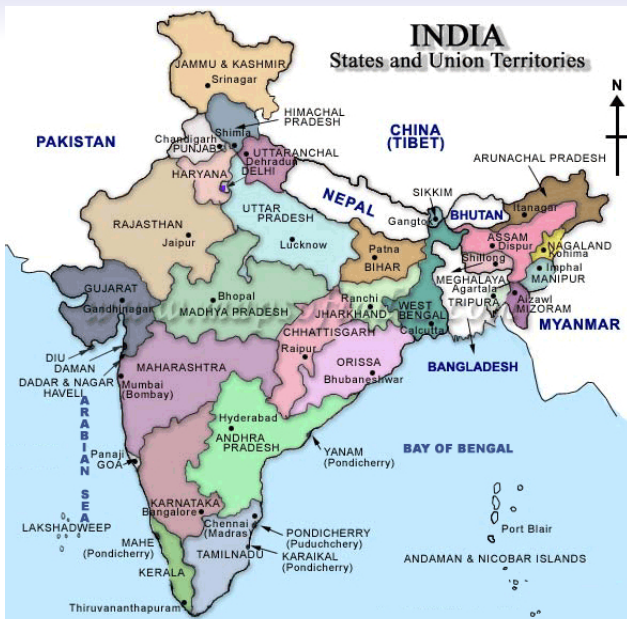 INDIA
States and Union Territories
N
JAMMU & KASHMIR
Srinagar
HIMACHAL
PRADESH
PAKISTAN
Chandigarh
Shimla
PUNJAB
CHINA
(TIBET)
UTTARANCHAL
Dehradun
HARYANA
DELHI
ARUNACHAL PRADESH
NEPAL
SIKKIM
Gangtok
BHUTAN
Itanagar
RAJASTHAN
Jaipur
UTTAR
PRADESH
Lucknow
Patna
BIHAR
ASSAM
Dispur
NAGALAND
Kohima
Shillong
MEGHALAYA
Imphal
MANIPUR
Agartala
TRIPURA
Aizawl
MIZORAM
GUJARAT
Gandhinagar
Bhopal
MADHYA PRADESH
Ranchi
JHARKHAND
WEST
BENGAL
Calcutta
CHHATTISGARH
Raipur
MYANMAR
DIU
DAMAN
DADAR & NAGAR
HAVELI
MAHARASHTRA
Mumbai
(Bombay)
ORISSA
Bhubaneshwar
BANGLADESH
ARABIAN SEA
Hyderabad
ANDHRA
PRADESH
YANAM
(Pondicherry)
BAY OF BENGAL
Panaji
GOA
KARNATAKA
Bangalore
Chennai
(Madras)
LAKSHADWEEP
MAHE
(Pondicherry)
PONDICHERRY
(Puduchchery)
KARAIKAL
(Pondicherry)
TAMILNADU
KERALA
Thiruvananthapuram
Port Blair
ANDAMAN & NICOBAR ISLANDS